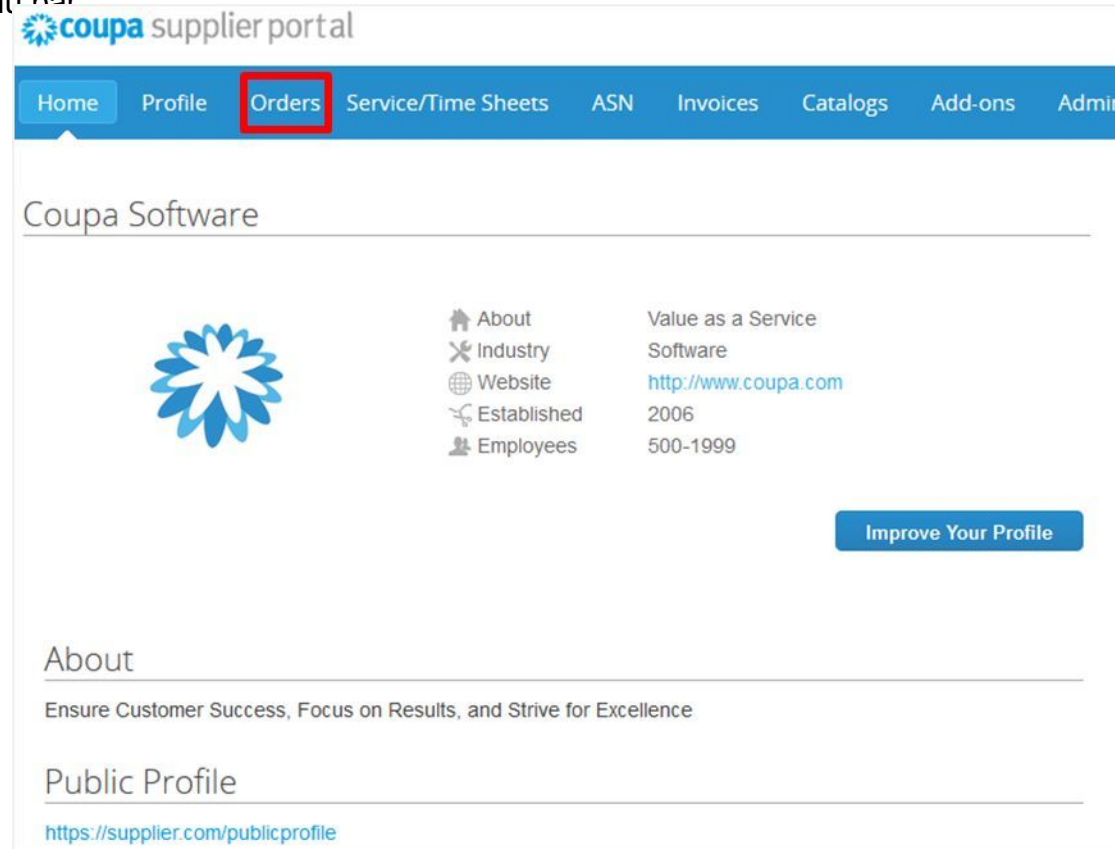 coupa supplier portal
Home Profile Orders Service/Time Sheets ASN Invoices Catalogs Add-ons
Coupa Software
About Value as a Service
Industry Software
Website http://www.coupa.com
Established 2006
Employees 500-1999
Improve Your Profile
About
Ensure Customer Success, Focus on Results, and Strive for Excellence
Public Profile
https://supplier.com/publicprofile